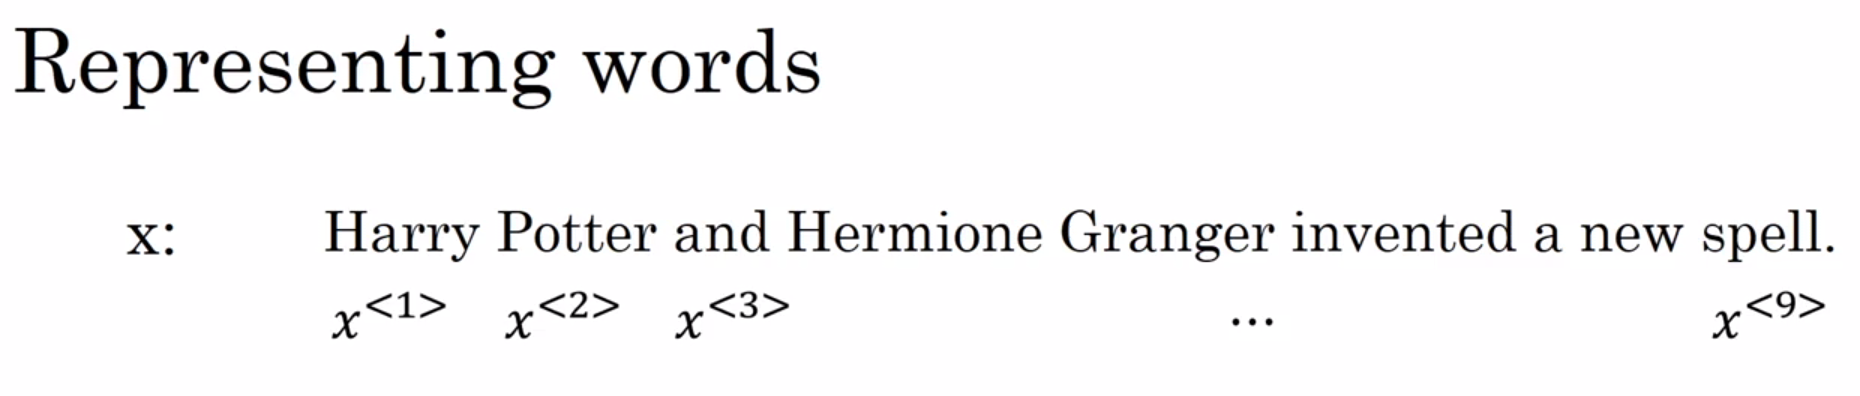 Representing words
x: Harry Potter and Hermione Granger invented a new spell.
x<1> x<2> x<3> ... x<9>